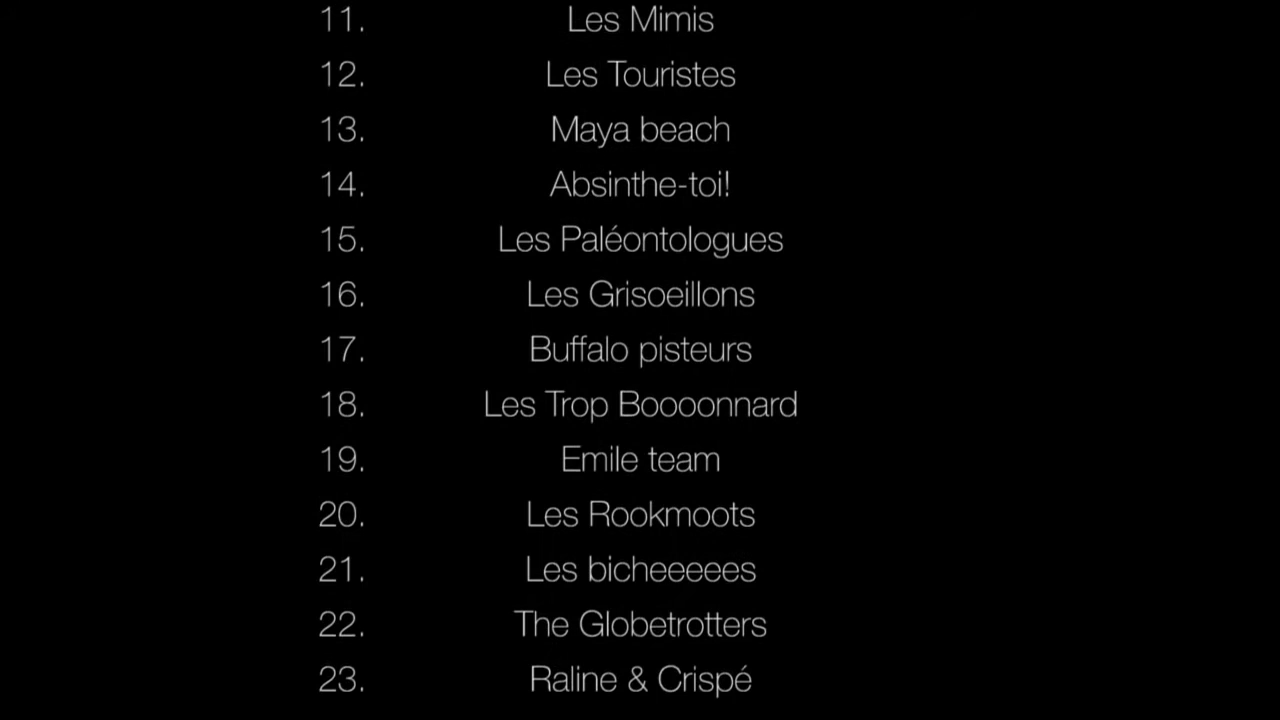 11. Les Mimis
12. Les Touristes
13. Maya beach
14. Absinthe-toi!
15. Les Paléontologues
16. Les Grisoeillons
17. Buffalo pisteurs
18. Les Trop Boooonnard
19. Emile team
20. Les Rookmoots
21. Les bicheeeees
22. The Globetrotters
23. Raline & Crispé